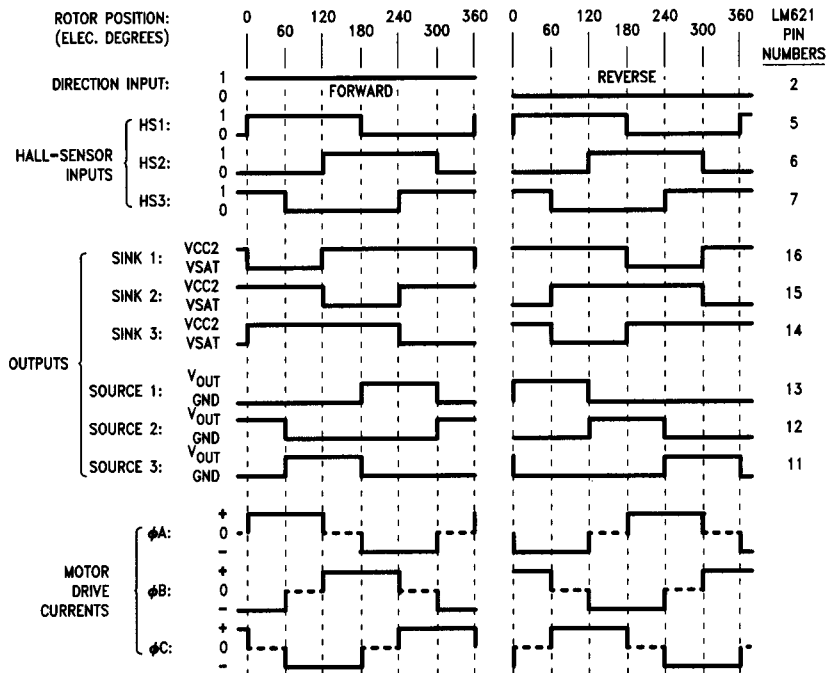 ROTOR POSITION: 0 120 240 360 0 120 240 360 LM621
(ELEC. DEGREES) 60 180 300 60 180 300 PIN
NUMBERS
DIRECTION INPUT: 1 0 FORWARD REVERSE 2
HALL-SENSOR INPUTS
HS1: 1 0 5
HS2: 1 0 6
HS3: 1 0 7
OUTPUTS
SINK 1: VCC2 VSAT 16
SINK 2: VCC2 VSAT 15
SINK 3: VCC2 VSAT 14
SOURCE 1: VOUT GND 13
SOURCE 2: VOUT GND 12
SOURCE 3: VOUT GND 11
MOTOR DRIVE CURRENTS
ϕA: + 0 −
ϕB: + 0 −
ϕC: + 0 −